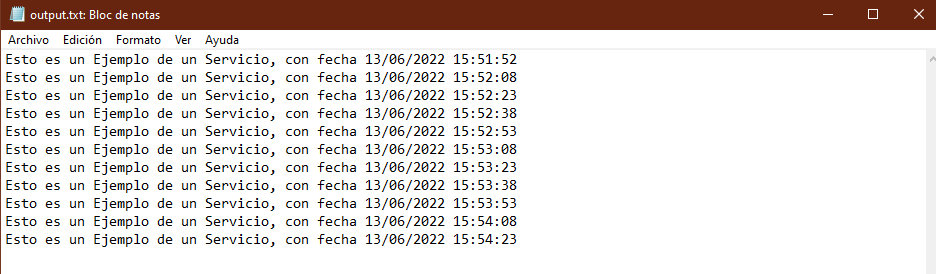 output.txt: Bloc de notas
Archivo Edición Formato Ver Ayuda
Esto es un Ejemplo de un Servicio, con fecha 13/06/2022 15:51:52
Esto es un Ejemplo de un Servicio, con fecha 13/06/2022 15:52:08
Esto es un Ejemplo de un Servicio, con fecha 13/06/2022 15:52:23
Esto es un Ejemplo de un Servicio, con fecha 13/06/2022 15:52:38
Esto es un Ejemplo de un Servicio, con fecha 13/06/2022 15:52:53
Esto es un Ejemplo de un Servicio, con fecha 13/06/2022 15:53:08
Esto es un Ejemplo de un Servicio, con fecha 13/06/2022 15:53:23
Esto es un Ejemplo de un Servicio, con fecha 13/06/2022 15:53:38
Esto es un Ejemplo de un Servicio, con fecha 13/06/2022 15:53:53
Esto es un Ejemplo de un Servicio, con fecha 13/06/2022 15:54:08
Esto es un Ejemplo de un Servicio, con fecha 13/06/2022 15:54:23